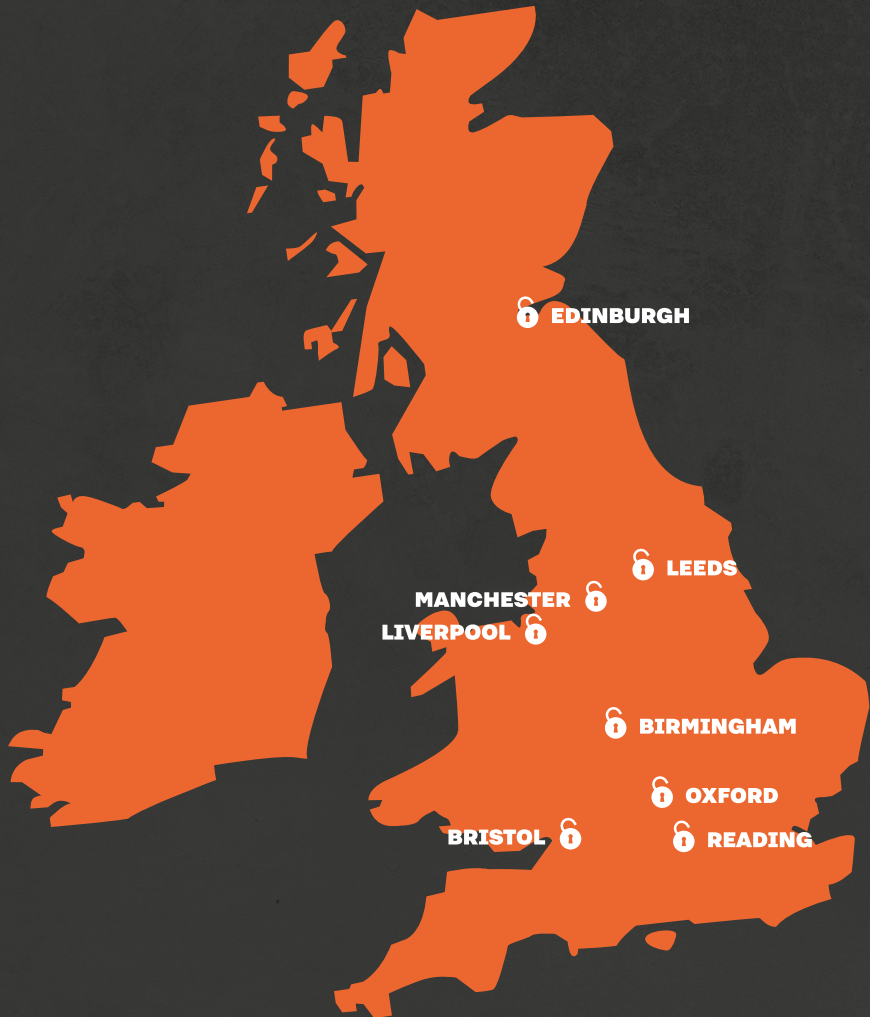 EDINBURGH
LEEDS
MANCHESTER
LIVERPOOL
BIRMINGHAM
OXFORD
BRISTOL
READING